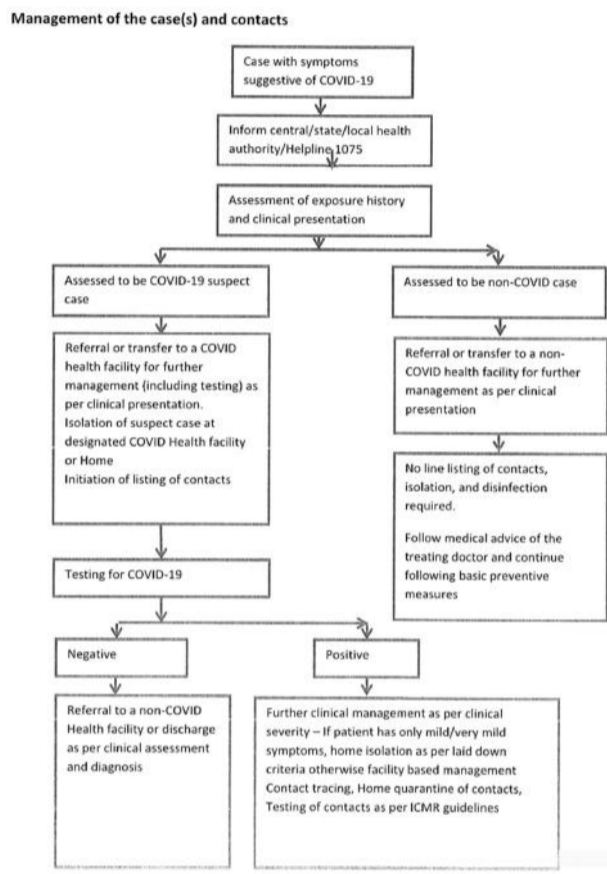 Management of the case(s) and contacts
Case with symptoms
suggestive of COVID-19
Inform central/state/local health
authority/Helpline 1075
Assessment of exposure history
and clinical presentation
Assessed to be COVID-19 suspect
case
Assessed to be non-COVID case
Referral or transfer to a COVID
health facility for further
management (including testing) as
per clinical presentation.
Isolation of suspect case at
designated COVID Health facility
or Home
Initiation of listing of contacts
Referral or transfer to a non-
COVID health facility for further
management as per clinical
presentation
No line listing of contacts,
isolation, and disinfection
required.
Follow medical advice of the
treating doctor and continue
following basic preventive
measures
Testing for COVID-19
Negative
Positive
Referral to a non-COVID
Health facility or discharge
as per clinical assessment
and diagnosis
Further clinical management as per clinical
severity – If patient has only mild/very mild
symptoms, home isolation as per laid down
criteria otherwise facility based management
Contact tracing, Home quarantine of contacts,
Testing of contacts as per ICMR guidelines